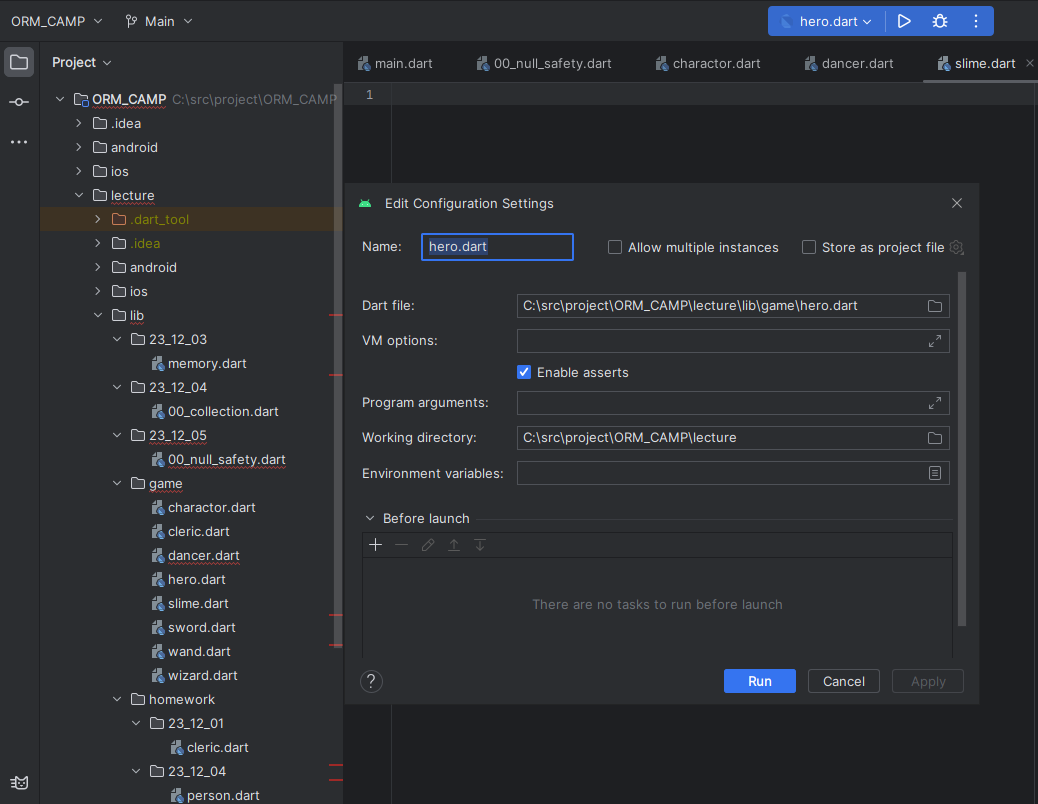 ORM_CAMP Main hero.dart
Project main.dart 00_null_safety.dart charactor.dart dancer.dart slime.dart
1
ORM_CAMP C:\src\project\ORM_CAMP
.idea
android
ios
lecture
.dart_tool
.idea
android
ios
lib
23_12_03
memory.dart
23_12_04
00_collection.dart
23_12_05
00_null_safety.dart
game
charactor.dart
cleric.dart
dancer.dart
hero.dart
slime.dart
sword.dart
wand.dart
wizard.dart
homework
23_12_01
cleric.dart
23_12_04
person.dart
Edit Configuration Settings
Name: hero.dart Allow multiple instances Store as project file
Dart file: C:\src\project\ORM_CAMP\lecture\lib\game\hero.dart
VM options:
Enable asserts
Program arguments:
Working directory: C:\src\project\ORM_CAMP\lecture
Environment variables:
Before launch
There are no tasks to run before launch
? Run Cancel Apply